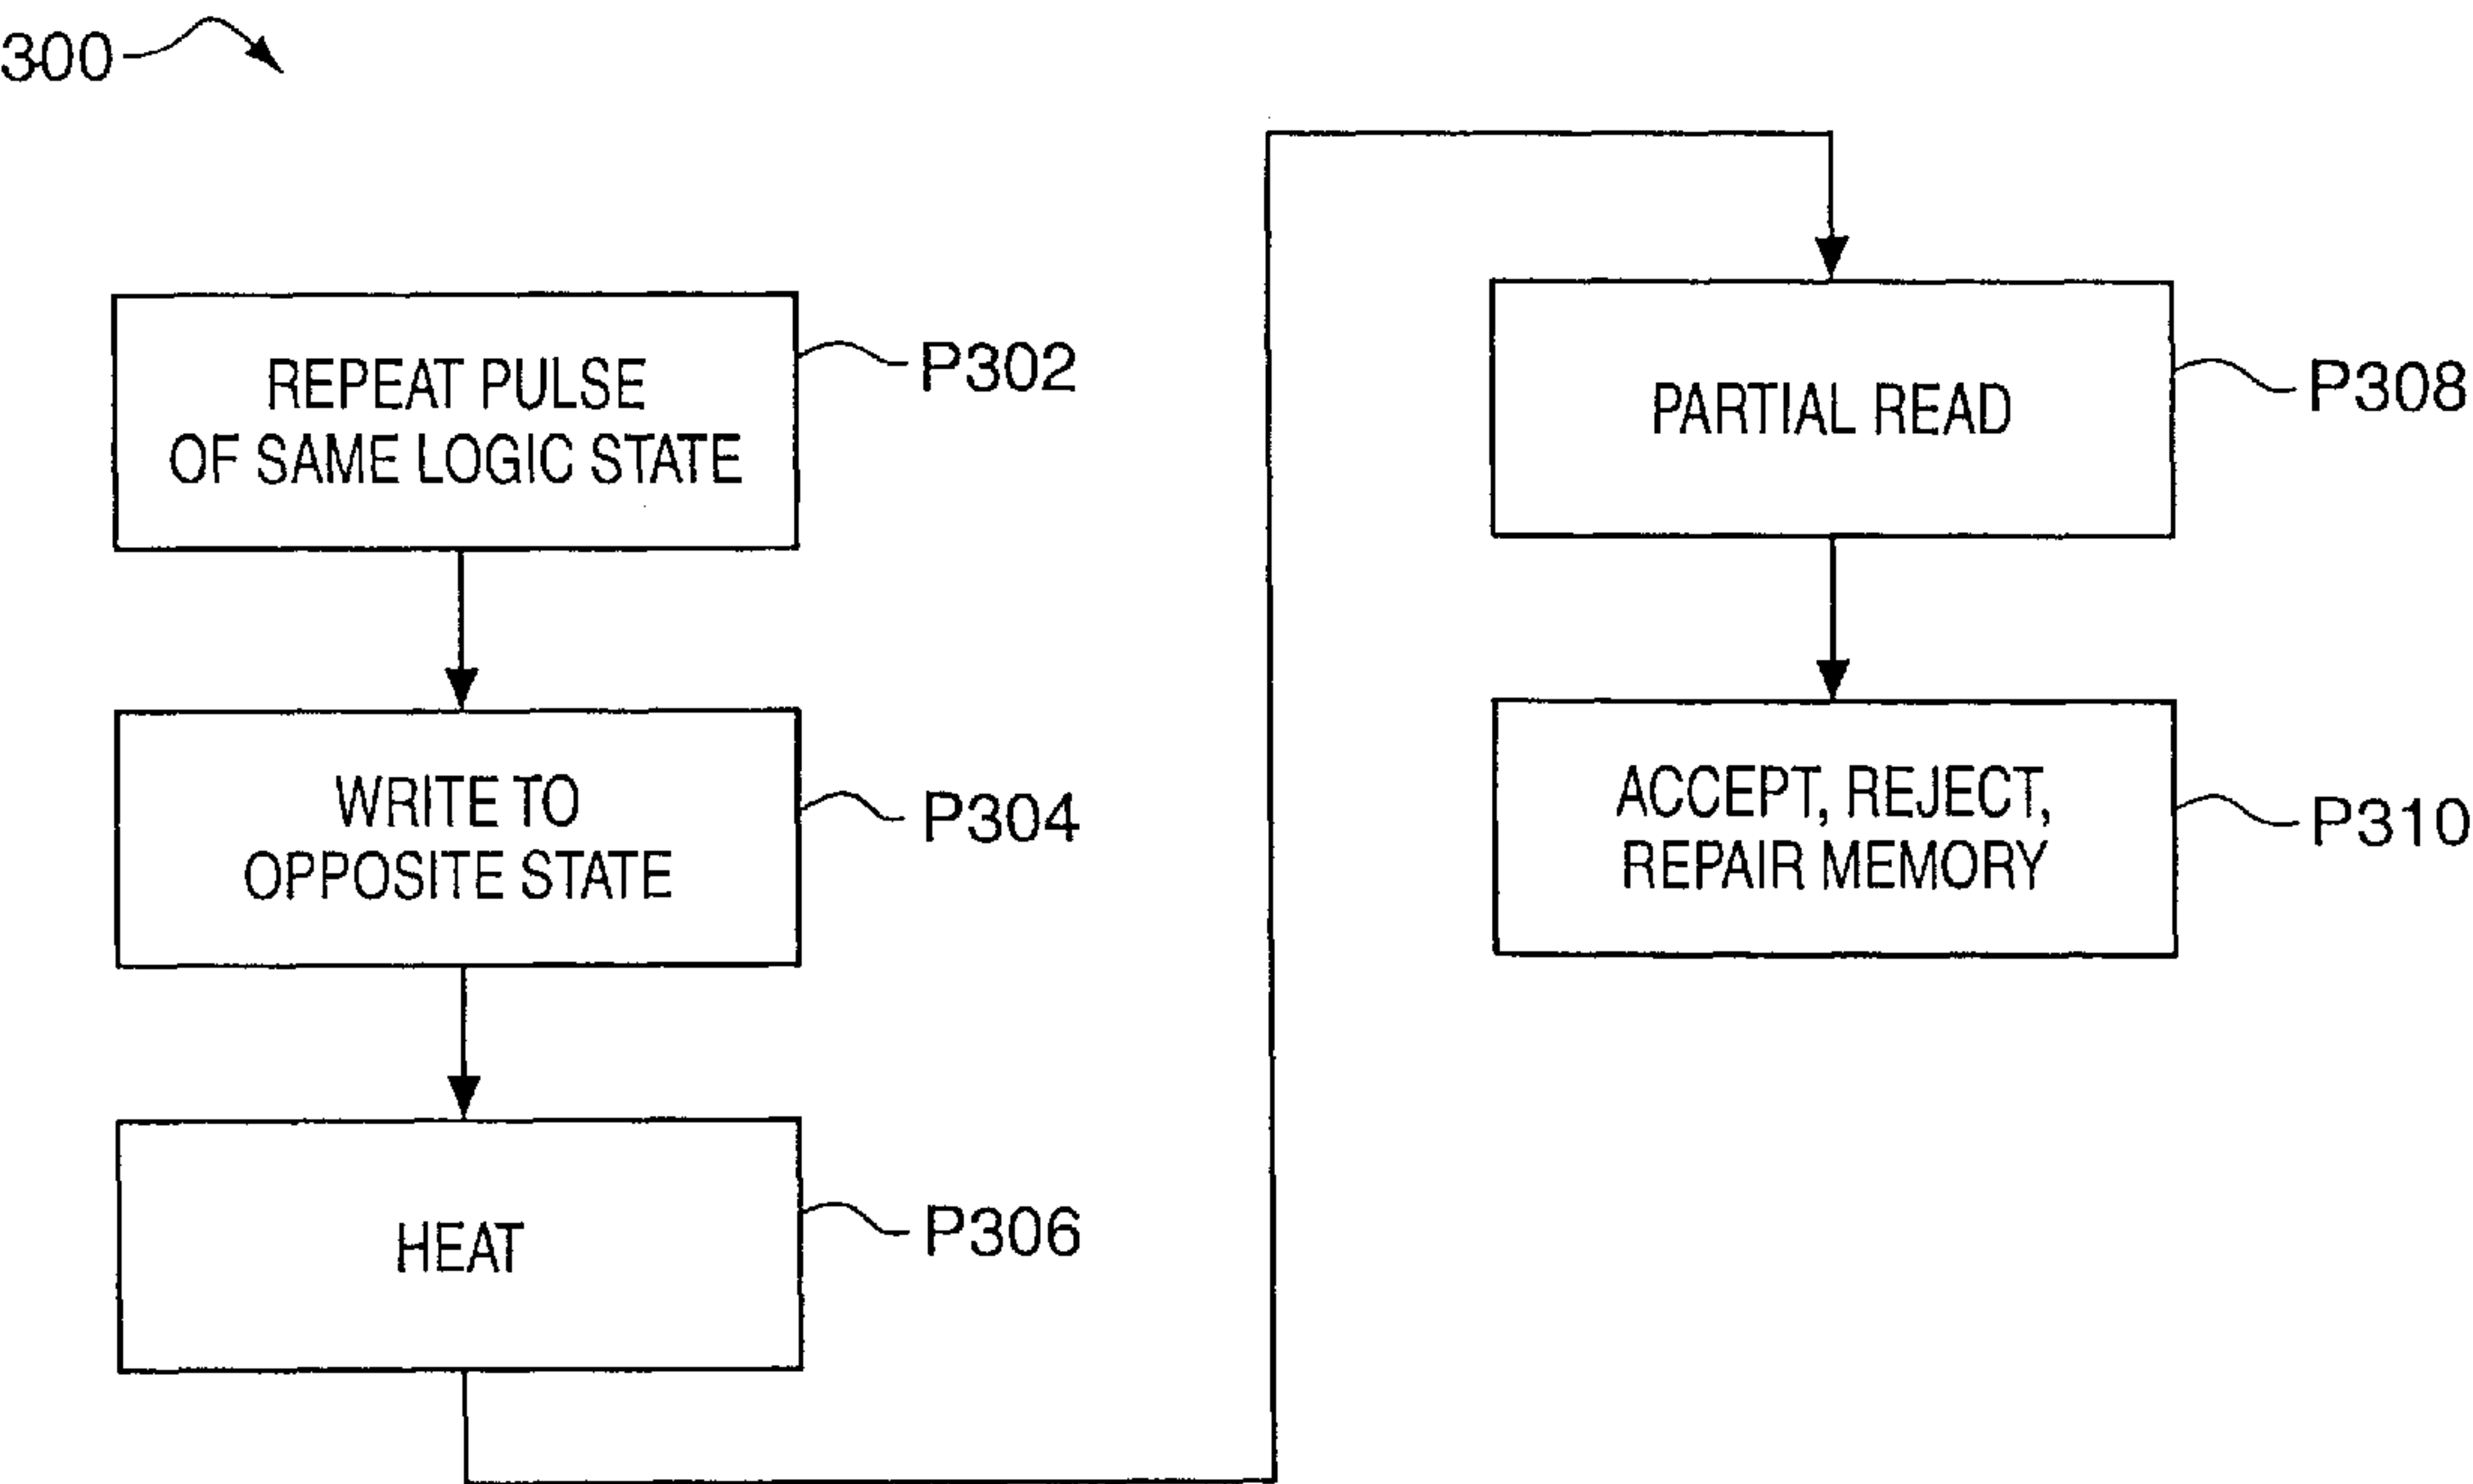 300
REPEAT PULSE
OF SAME LOGIC STATE
P302
WRITE TO
OPPOSITE STATE
P304
HEAT
P306
PARTIAL READ
P308
ACCEPT, REJECT,
REPAIR MEMORY
P310